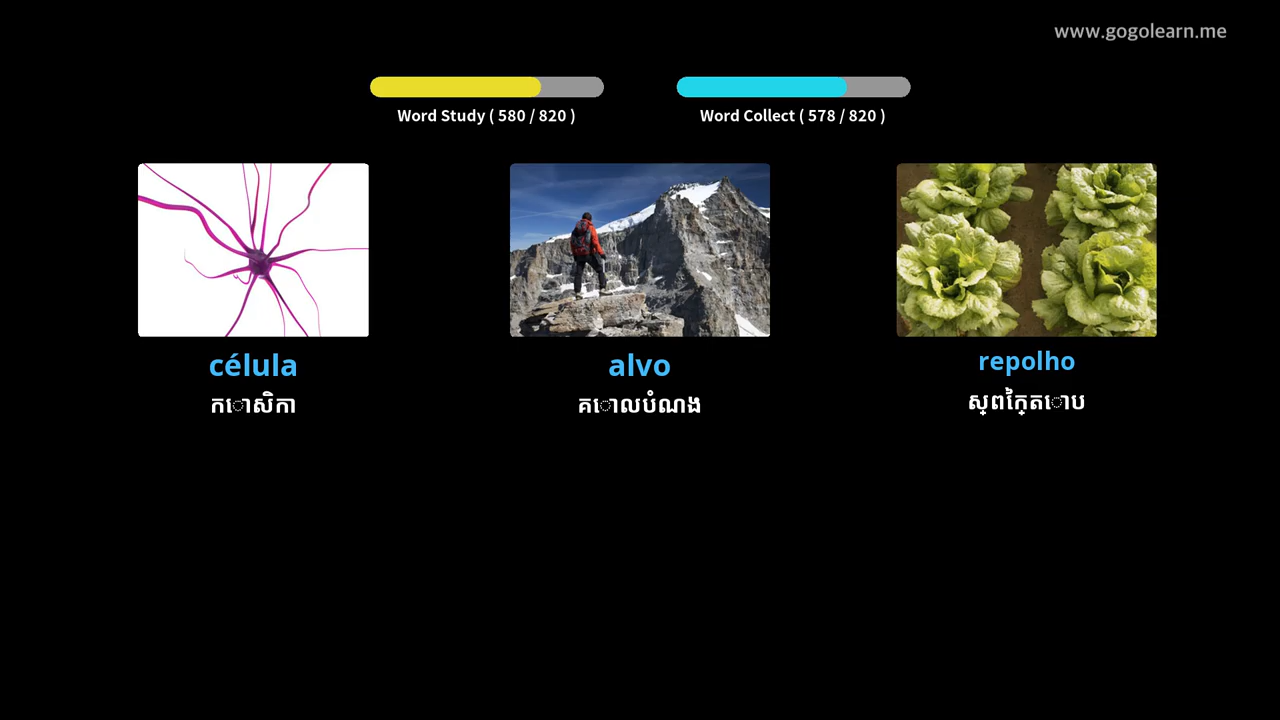 www.gogolearn.me
Word Study ( 580 / 820 )
Word Collect ( 578 / 820 )
célula
កោសិកា
alvo
គោលបំណង
repolho
ស្ពៃក្តោប